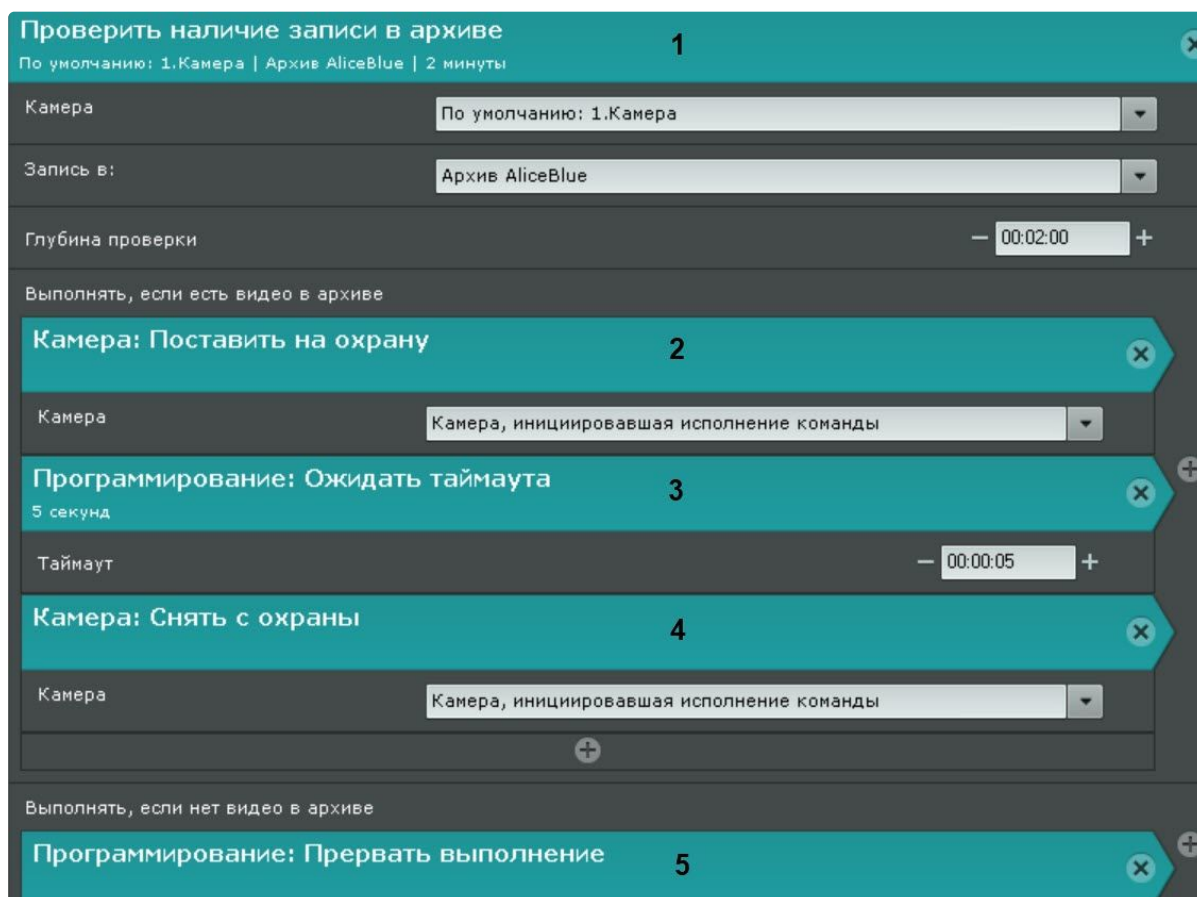 Проверить наличие записи в архиве
1
По умолчанию: 1.Камера | Архив AliceBlue | 2 минуты
Камера
По умолчанию: 1.Камера
Запись в:
Архив AliceBlue
Глубина проверки
− 00:02:00 +
Выполнять, если есть видео в архиве
Камера: Поставить на охрану
2
Камера
Камера, инициировавшая исполнение команды
Программирование: Ожидать таймаута
3
5 секунд
Таймаут
− 00:00:05 +
Камера: Снять с охраны
4
Камера
Камера, инициировавшая исполнение команды
Выполнять, если нет видео в архиве
Программирование: Прервать выполнение
5